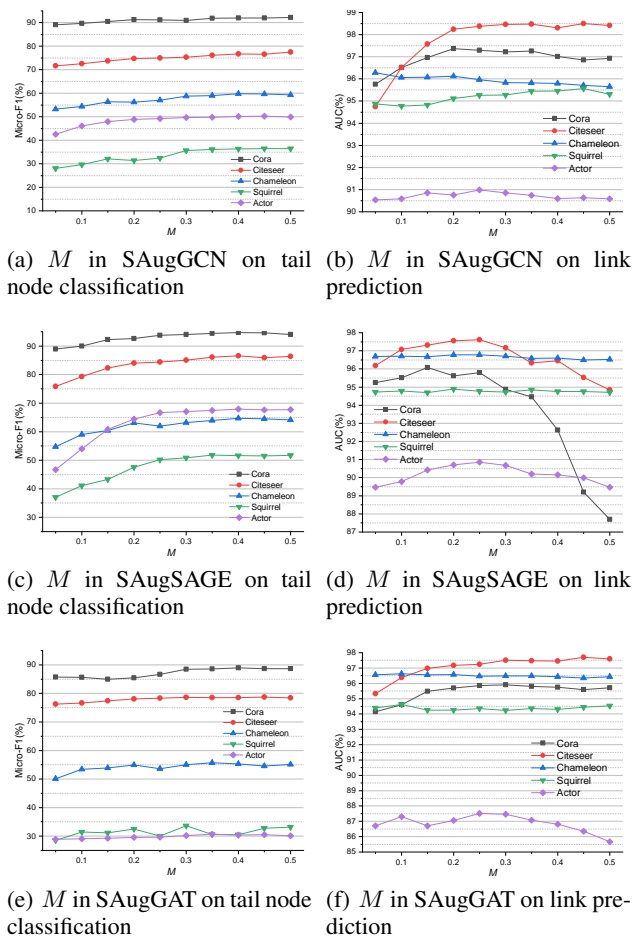 Micro-F1(%)
100
90
80
70
60
50
40
30
20
10
0.1 0.2 0.3 0.4 0.5
M
Cora
Citeseer
Chameleon
Squirrel
Actor
(a) M in SAugGCN on tail
node classification
AUC(%)
99
98
97
96
95
94
93
92
91
90
0.1 0.2 0.3 0.4 0.5
M
Cora
Citeseer
Chameleon
Squirrel
Actor
(b) M in SAugGCN on link
prediction
Micro-F1(%)
90
80
70
60
50
40
30
0.1 0.2 0.3 0.4 0.5
M
Cora
Citeseer
Chameleon
Squirrel
Actor
(c) M in SAugSAGE on tail
node classification
AUC(%)
98
97
96
95
94
93
92
91
90
89
88
87
0.1 0.2 0.3 0.4 0.5
M
Cora
Citeseer
Chameleon
Squirrel
Actor
(d) M in SAugSAGE on link
prediction
Micro-F1(%)
90
80
70
60
50
40
30
0.1 0.2 0.3 0.4 0.5
M
Cora
Citeseer
Chameleon
Squirrel
Actor
(e) M in SAugGAT on tail node
classification
AUC(%)
98
97
96
95
94
93
92
91
90
89
88
87
86
85
0.1 0.2 0.3 0.4 0.5
M
Cora
Citeseer
Chameleon
Squirrel
Actor
(f) M in SAugGAT on link pre-
diction